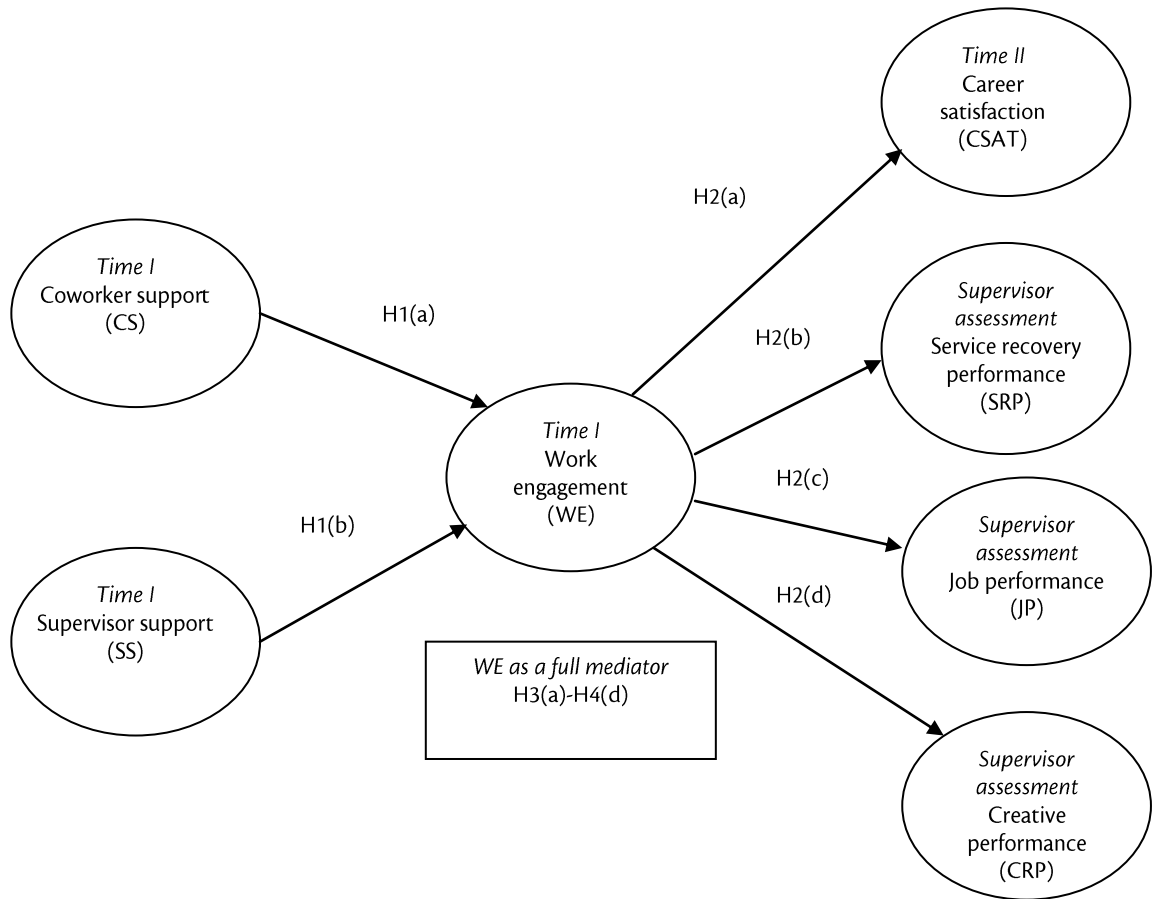 Time II
Career
satisfaction
(CSAT)
H2(a)
Time I
Coworker support
(CS)
H1(a)
Supervisor
assessment
Service recovery
performance
(SRP)
H2(b)
Time I
Work
engagement
(WE)
H2(c)
Supervisor
assessment
Job performance
(JP)
H1(b)
Time I
Supervisor support
(SS)
H2(d)
WE as a full mediator
H3(a)-H4(d)
Supervisor
assessment
Creative
performance
(CRP)